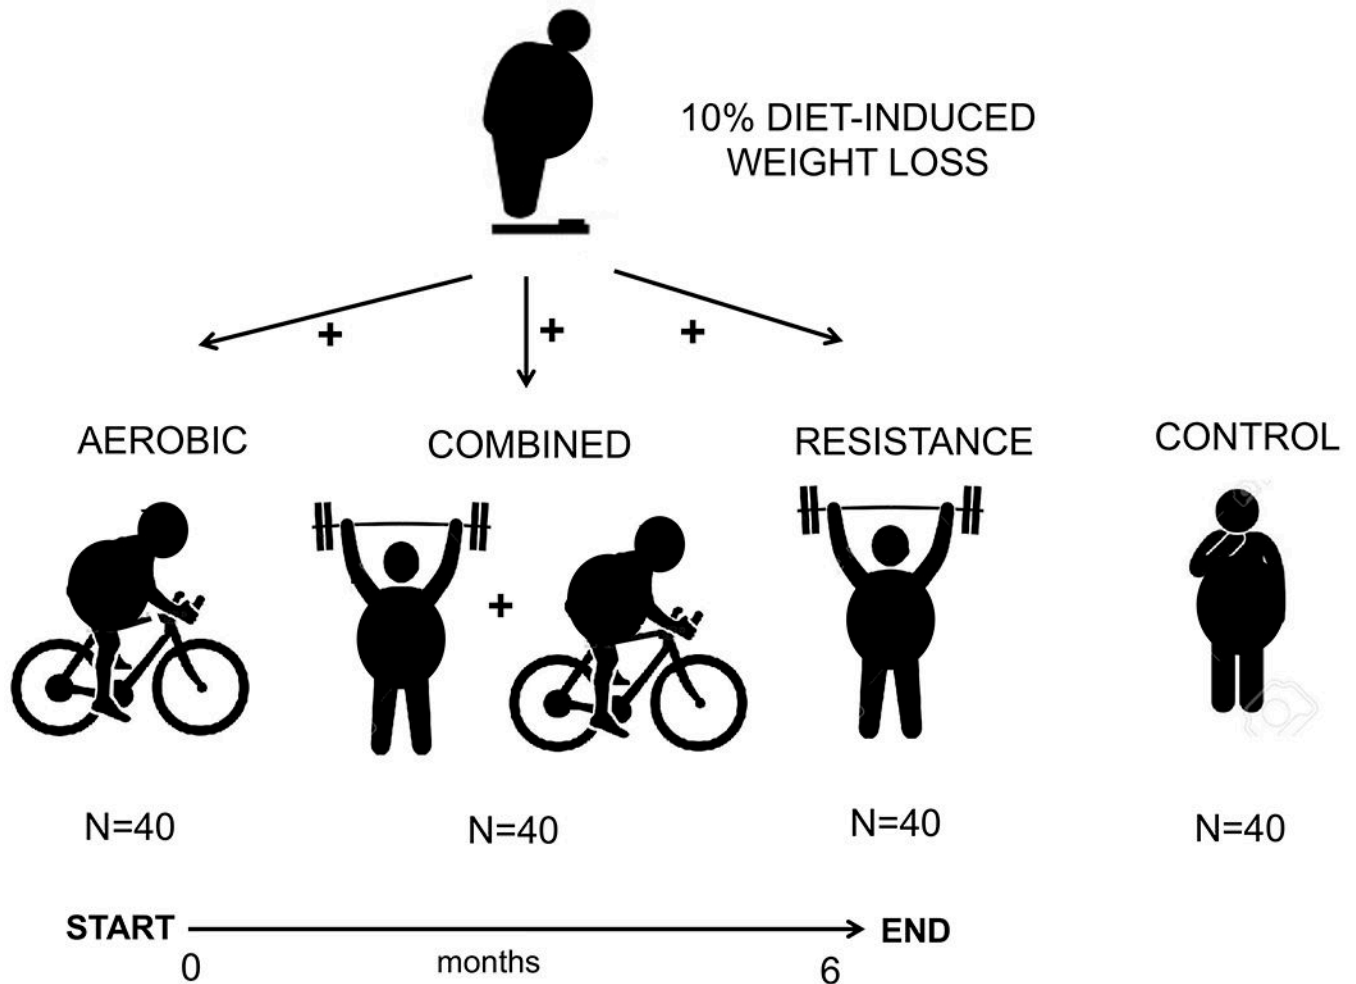 10% DIET-INDUCED
WEIGHT LOSS
+ + +
AEROBIC COMBINED RESISTANCE CONTROL
+
N=40 N=40 N=40 N=40
START END
0 months 6